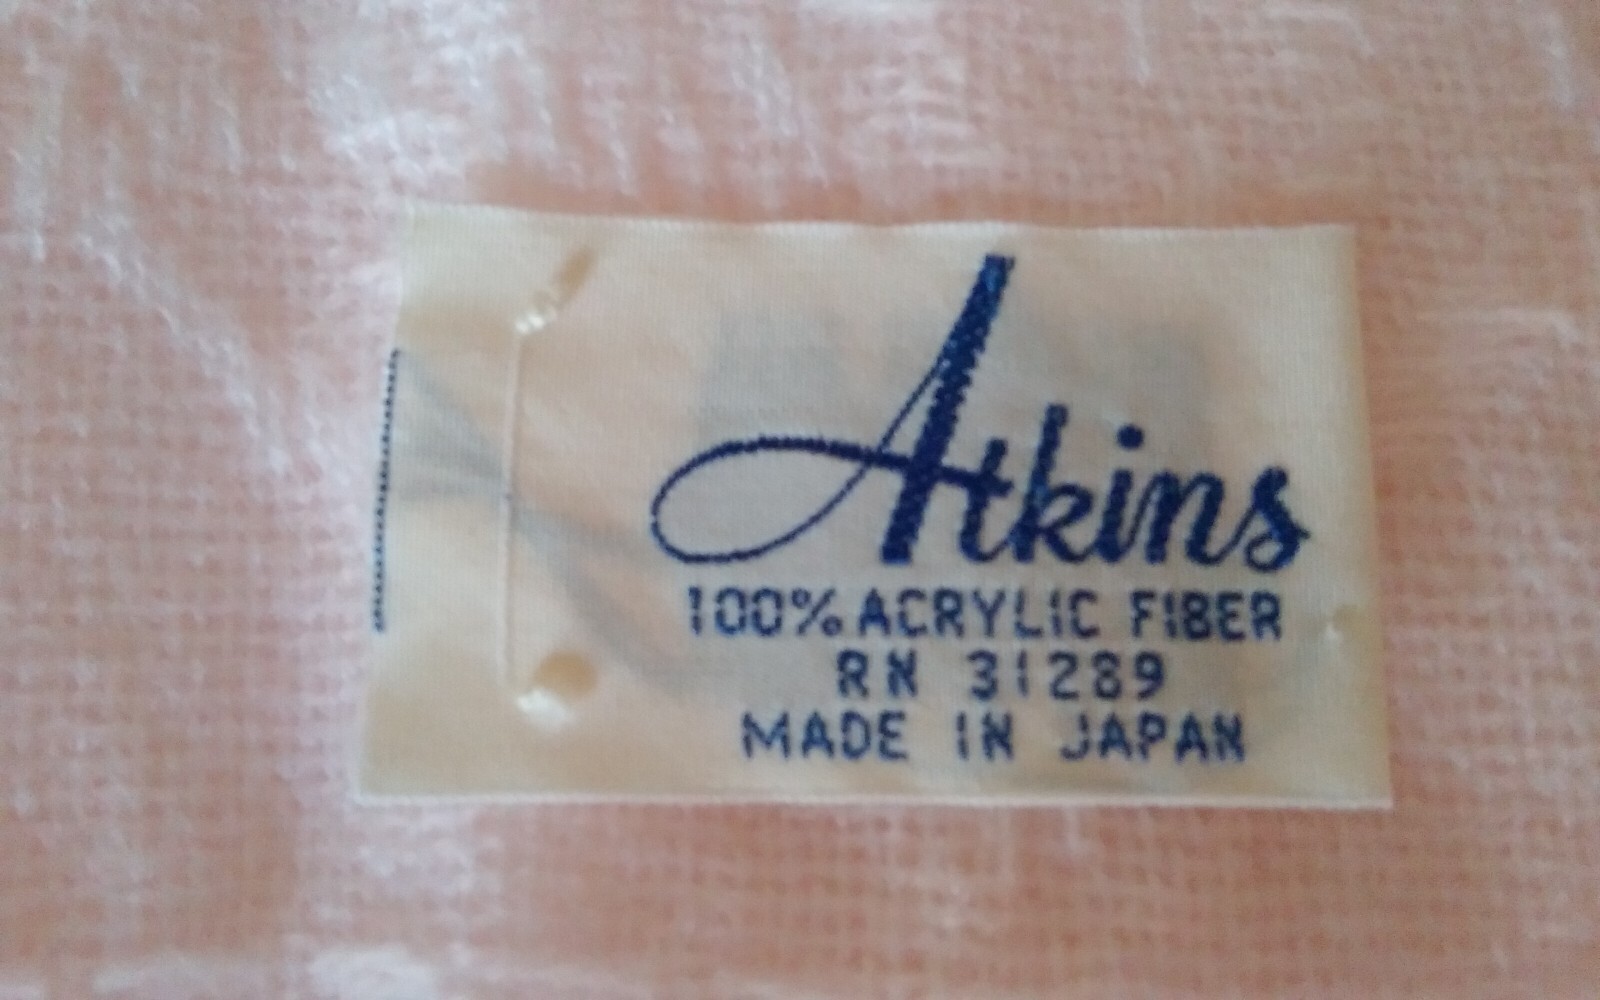 Atkins
100% ACRYLIC FIBER
RN 31289
MADE IN JAPAN